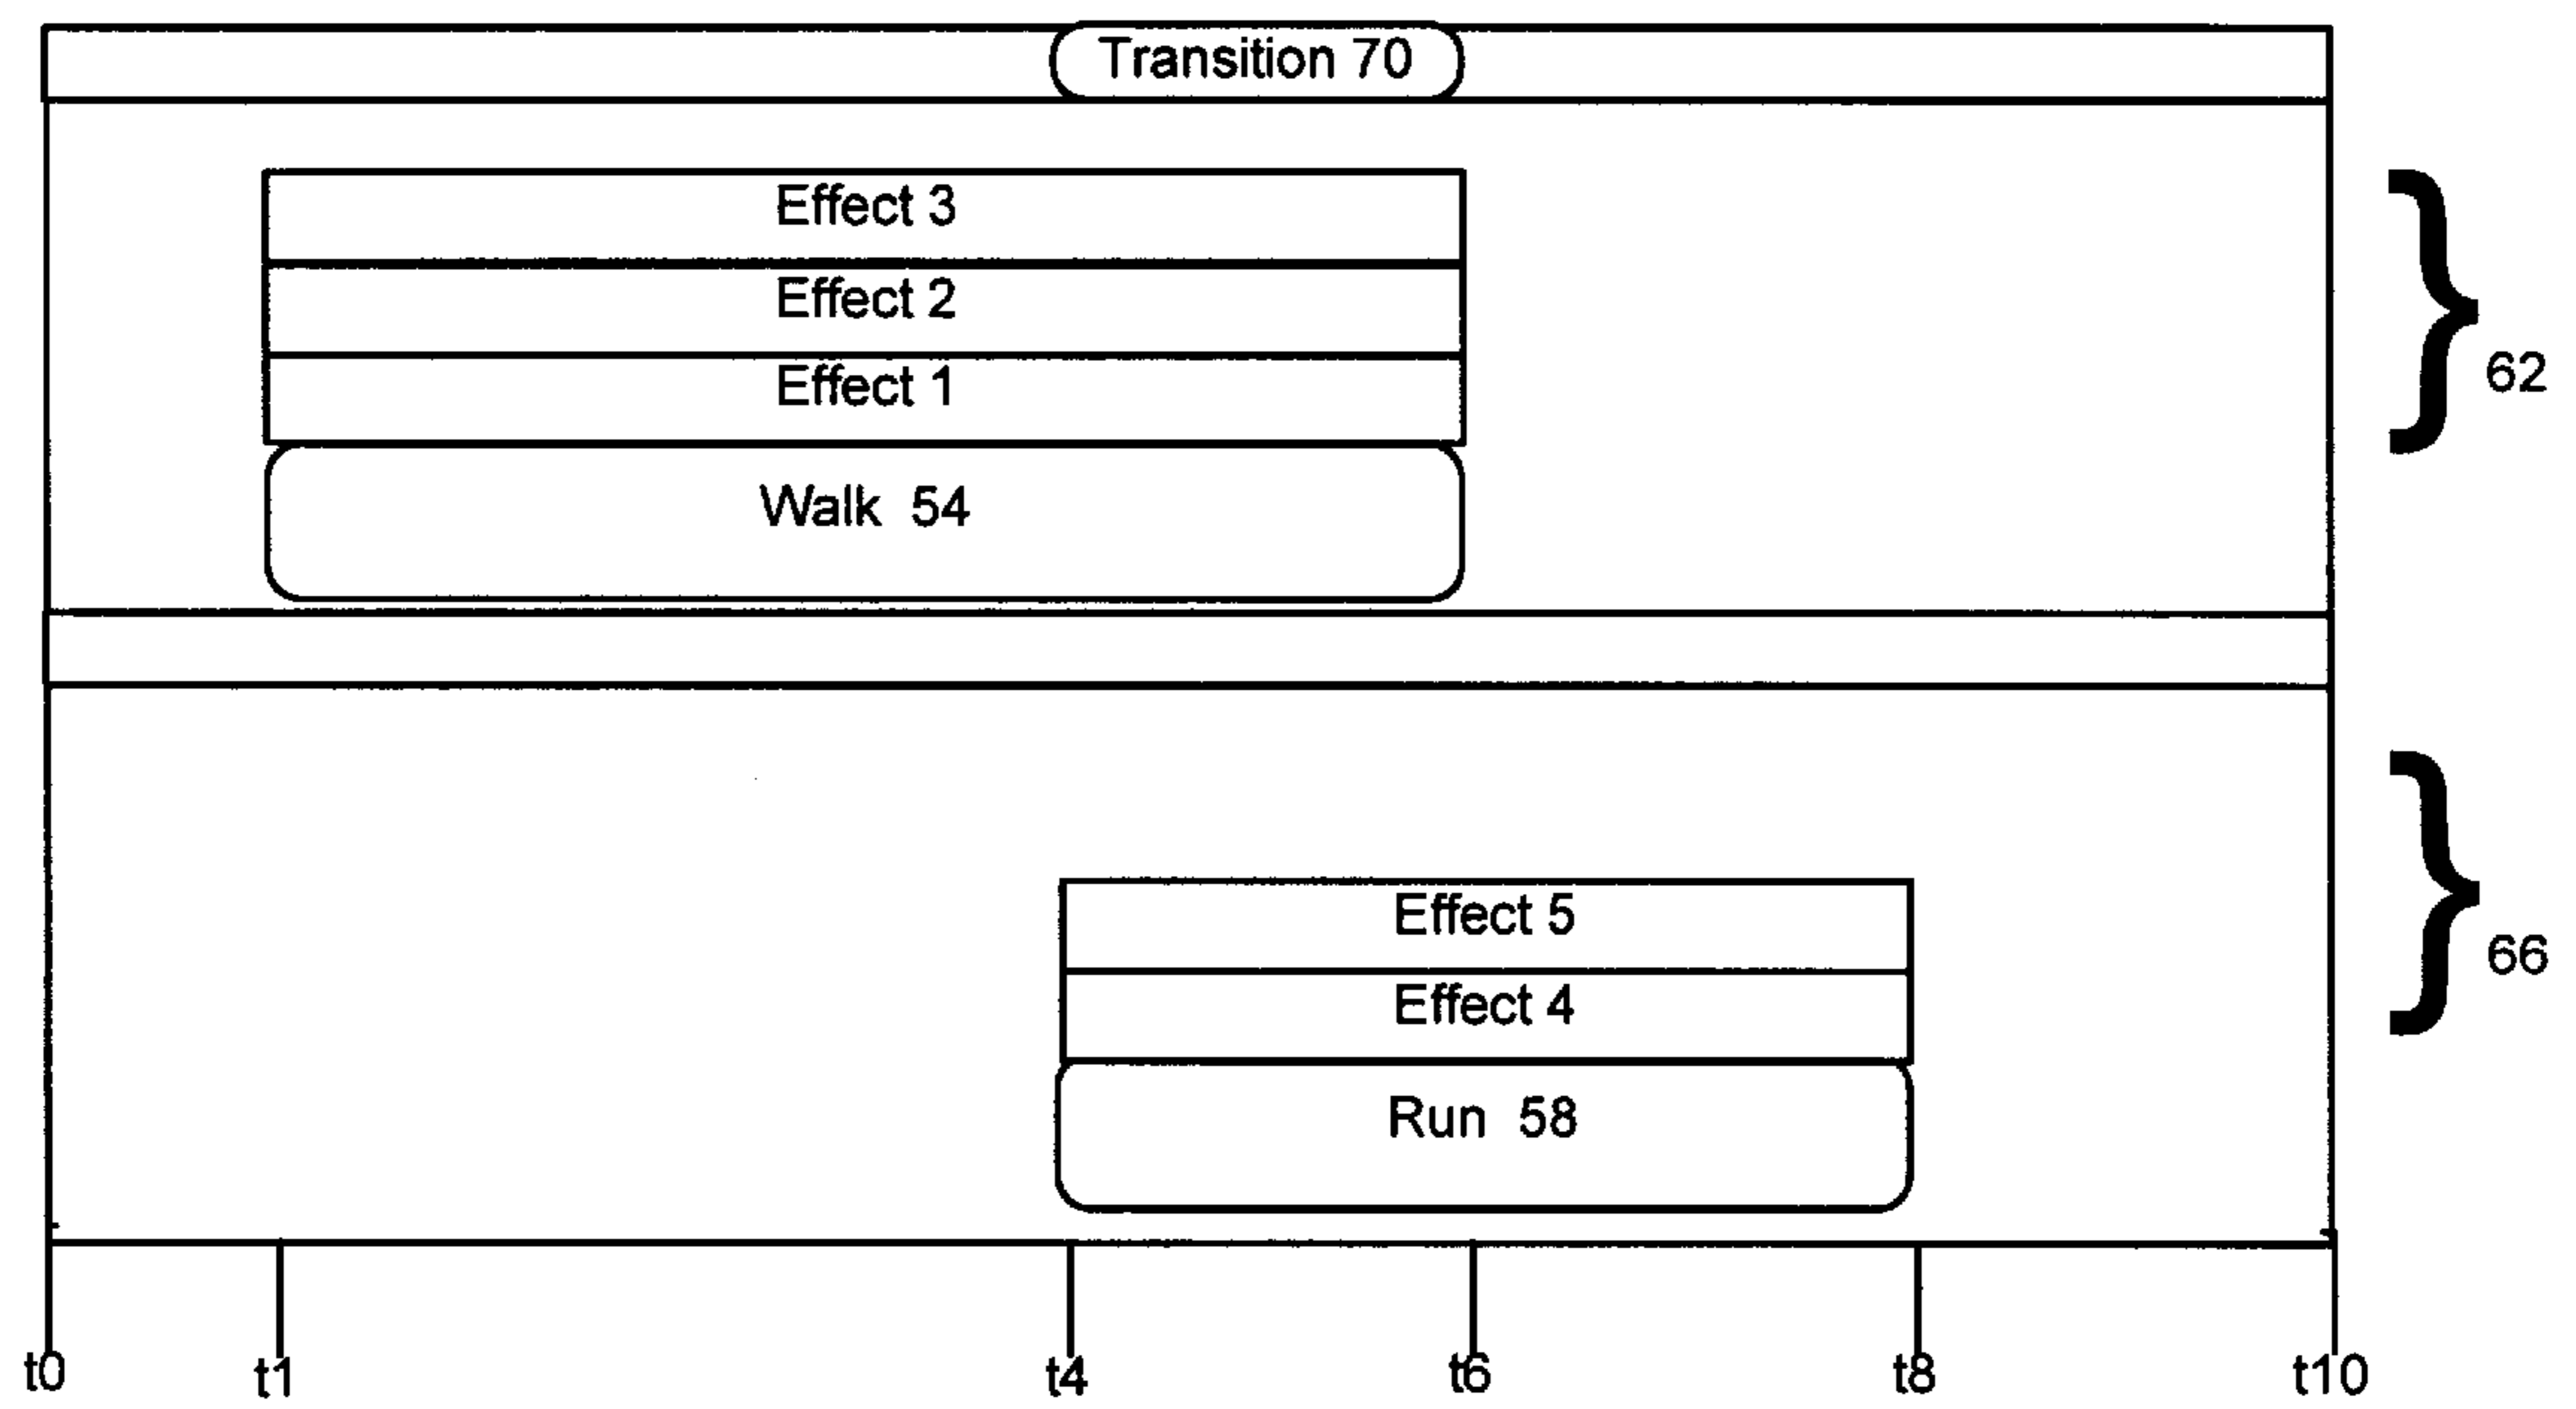 Transition 70
Effect 3
Effect 2
Effect 1
62
Walk 54
Effect 5
66
Effect 4
Run 58
t0 t1 t4 t6 t8 t10